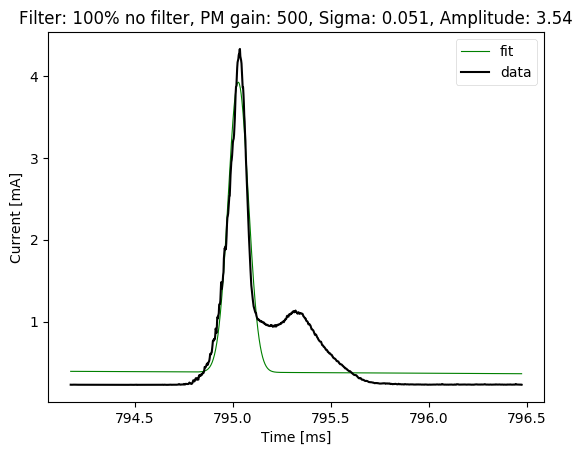 Filter: 100% no filter, PM gain: 500, Sigma: 0.051, Amplitude: 3.54
fit
data
4
3
2
1
Current [mA]
794.5 795.0 795.5 796.0 796.5
Time [ms]